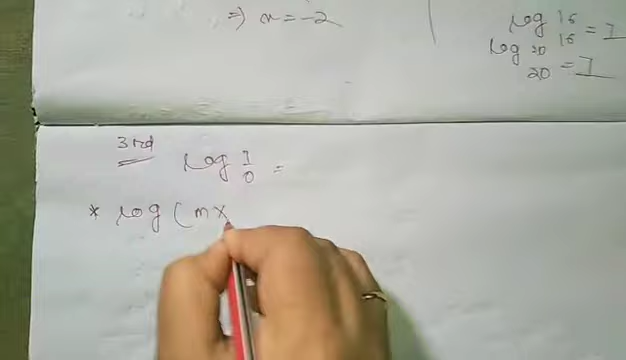 ⇒ x = -2
log 16 16 = 1
log 20 20 = 1
3rd log 1 0 =
* log ( m x